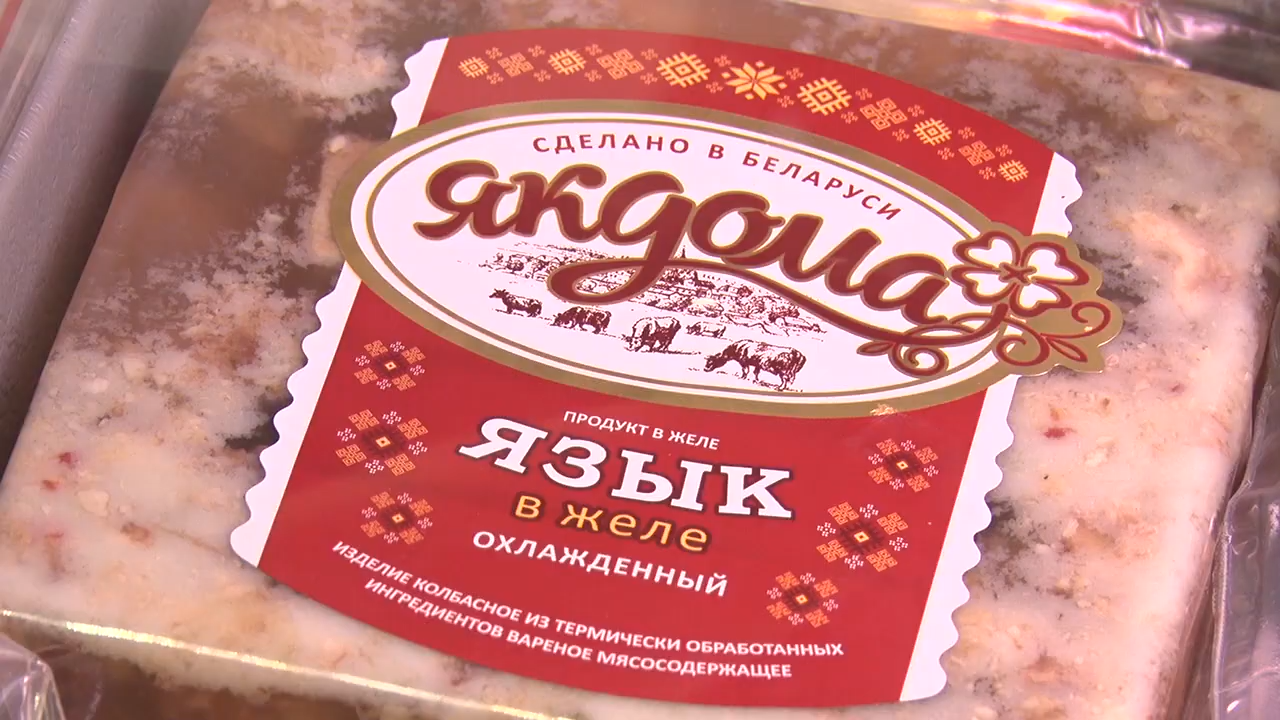 СДЕЛАНО В БЕЛАРУСИ
якдома
ПРОДУКТ В ЖЕЛЕ
ЯЗЫК
в желе
ОХЛАЖДЕННЫЙ
ИЗДЕЛИЕ КОЛБАСНОЕ ИЗ ТЕРМИЧЕСКИ ОБРАБОТАННЫХ
ИНГРЕДИЕНТОВ ВАРЕНОЕ МЯСОСОДЕРЖАЩЕЕ